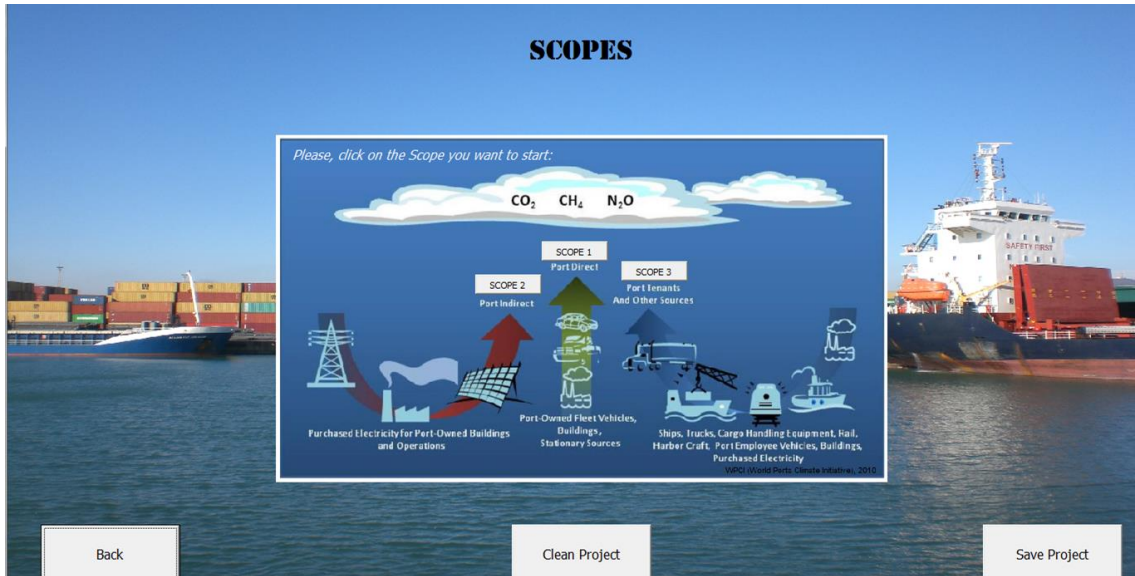 SCOPES
Please, click on the Scope you want to start:
CO₂ CH₄ N₂O
SCOPE 1
Port Direct
SCOPE 2
Port Indirect
SCOPE 3
Port Tenants
And Other Sources
Purchased Electricity for Port-Owned Buildings
and Operations
Port-Owned Fleet Vehicles,
Buildings,
Stationary Sources
Ships, Trucks, Cargo Handling Equipment, Rail,
Harbor Craft, Port Employee Vehicles, Buildings,
Purchased Electricity
WPCI (World Ports Climate Initiative), 2010
SAFETY FIRST
Back
Clean Project
Save Project